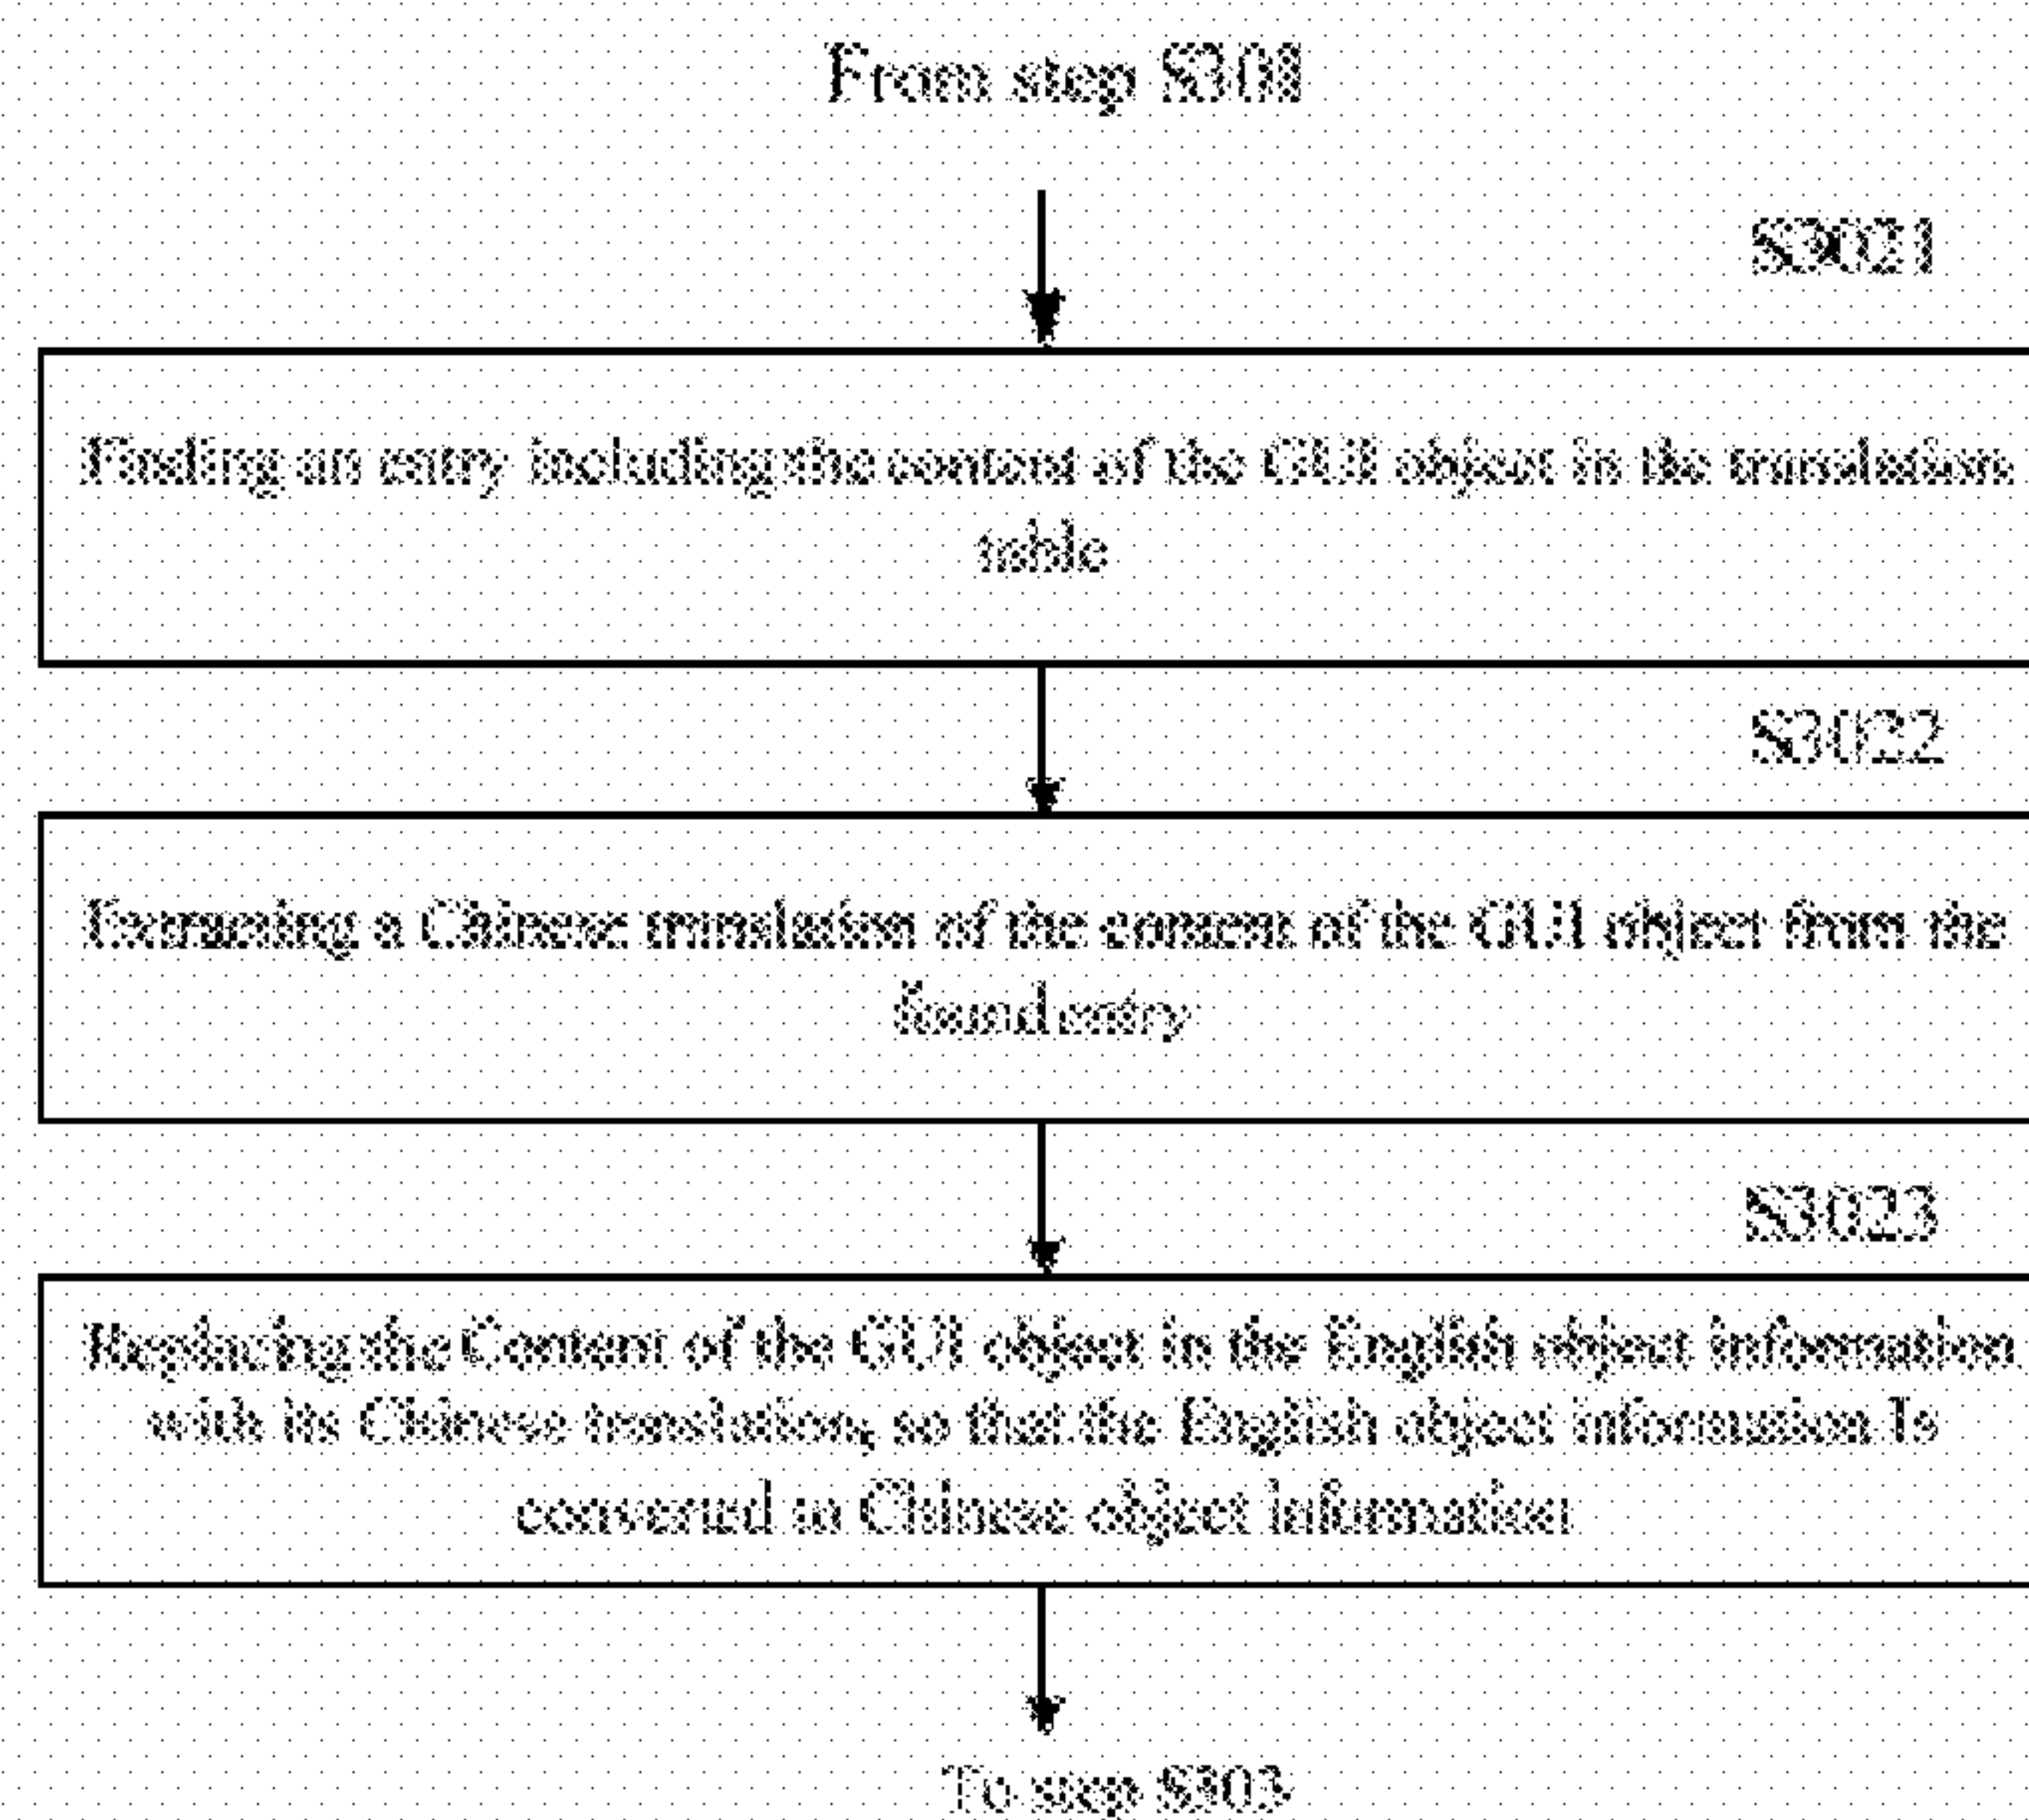 From step S301
S3021
Finding an entry including the content of the GUI object in the translation
table
S3022
Extracting a Chinese translation of the content of the GUI object from the
found entry
S3023
Replacing the Content of the GUI object in the English object information
with its Chinese translation, so that the English object information Is
converted to Chinese object information
To step S303